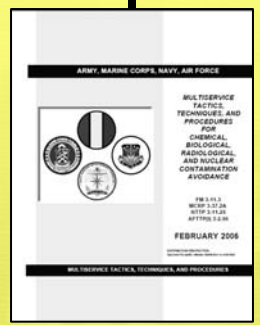 ARMY, MARINE CORPS, NAVY, AIR FORCE
MULTISERVICE
TACTICS,
TECHNIQUES, AND
PROCEDURES
FOR
CHEMICAL,
BIOLOGICAL,
RADIOLOGICAL,
AND NUCLEAR
CONTAMINATION
AVOIDANCE
FM 3-11.3
MCRP 3-37.2A
NTTP 3-11.25
AFTTP(I) 3-2.56
FEBRUARY 2006
MULTISERVICE TACTICS, TECHNIQUES, AND PROCEDURES